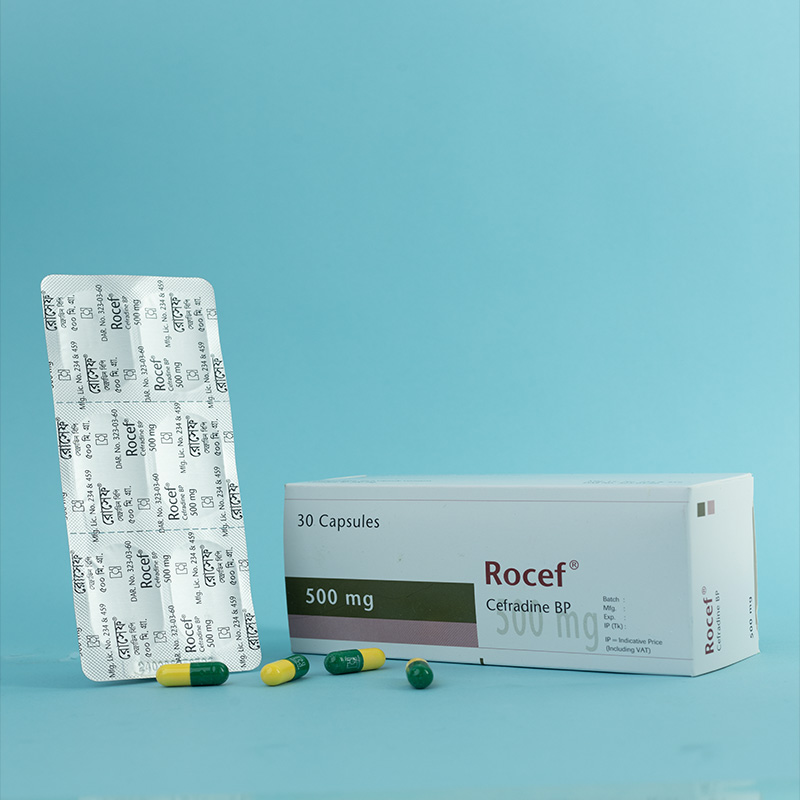 রোসেফ®
সেফ্রাডিন বিপি
৫০০ মি.গ্রা.
DAR. No. 323-03-60
Rocef®
Cefradine BP
500 mg
Mfg. Lic. No. 234 & 459
30 Capsules
500 mg
Rocef®
Cefradine BP
500 mg
Batch :
Mfg. :
Exp. :
IP (Tk) :
IP – Indicative Price
(Including VAT)
Rocef®
Cefradine BP
500 mg